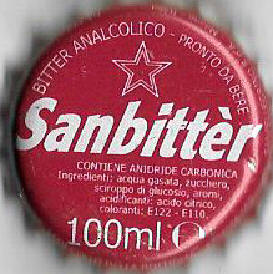 BITTER ANALCOLICO - PRONTO DA BERE
Sanbittèr
CONTIENE ANIDRIDE CARBONICA
Ingredienti: acqua gasata, zucchero,
sciroppo di glucosio, aromi,
acidificanti: acido citrico,
coloranti: E122 - E110.
100ml e